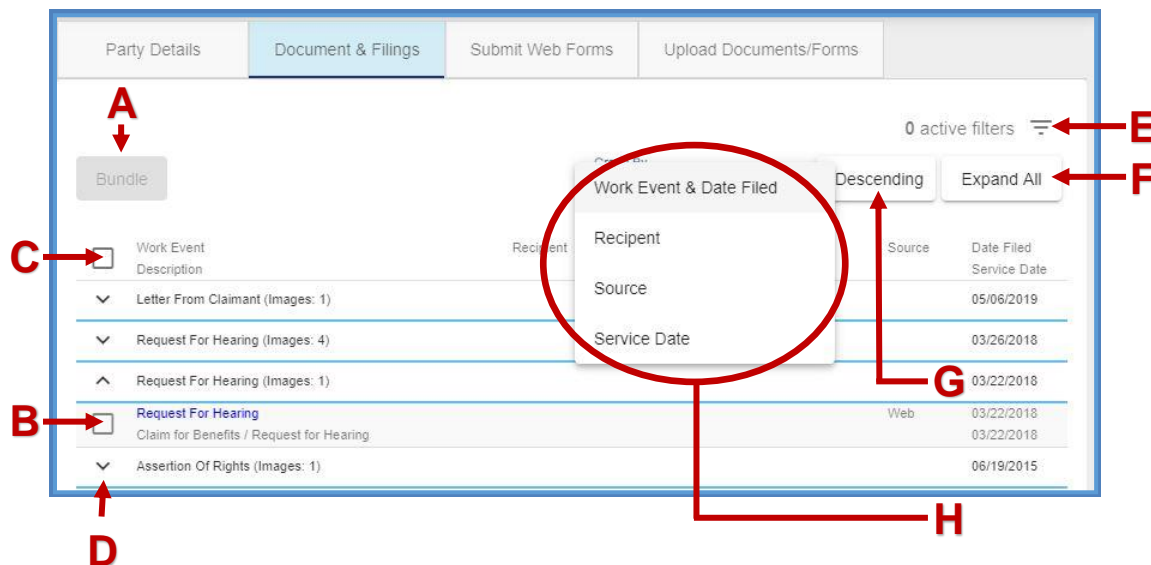 Party Details Document & Filings Submit Web Forms Upload Documents/Forms
A
0 active filters E
Bundle Work Event & Date Filed Descending Expand All F
C Work Event Recipient Recipent Source Date Filed
Description Service Date
Letter From Claimant (Images: 1) Source 05/06/2019
Request For Hearing (Images: 4) Service Date 03/26/2018
Request For Hearing (Images: 1) G 03/22/2018
B Request For Hearing Web 03/22/2018
Claim for Benefits / Request for Hearing 03/22/2018
Assertion Of Rights (Images: 1) 06/19/2015
H
D